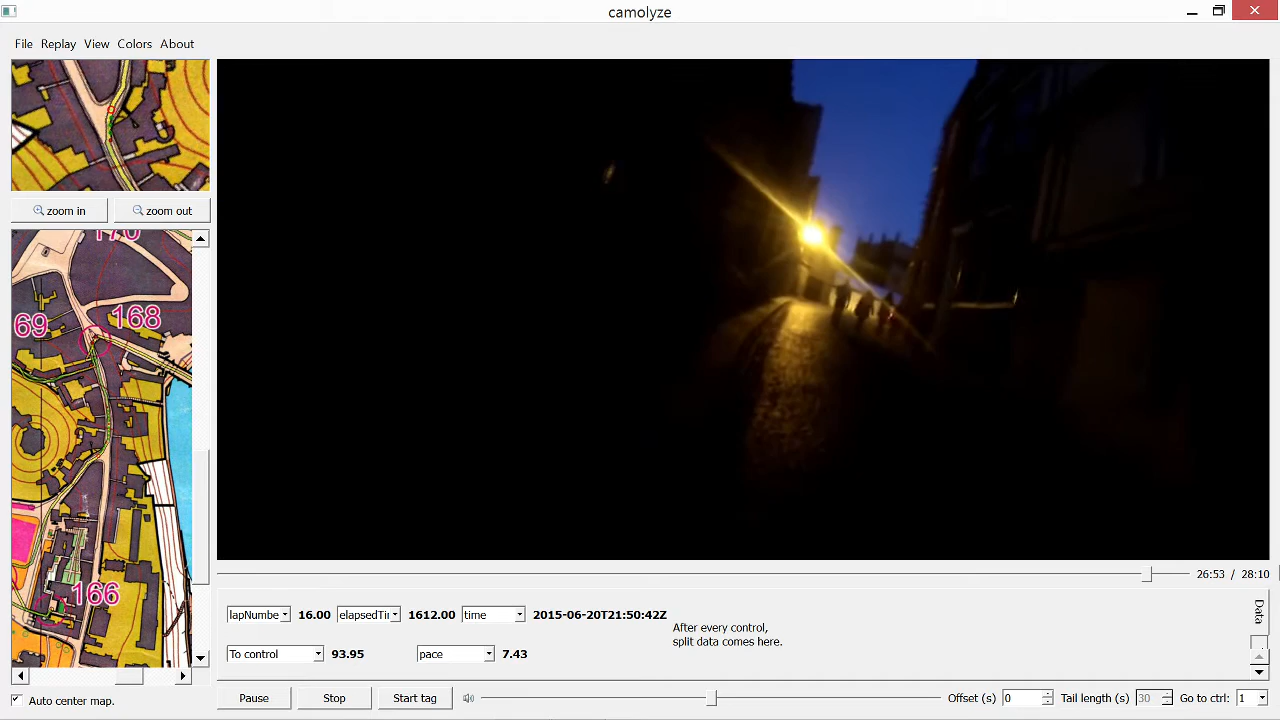 camolyze
File Replay View Colors About
zoom in zoom out
170
69
168
166
26:53 / 28:10
lapNumbe 16.00 elapsedTi 1612.00 time 2015-06-20T21:50:42Z
After every control,
split data comes here.
To control 93.95 pace 7.43
Data
Auto center map.
Pause Stop Start tag Offset (s) 0 Tail length (s) 30 Go to ctrl: 1